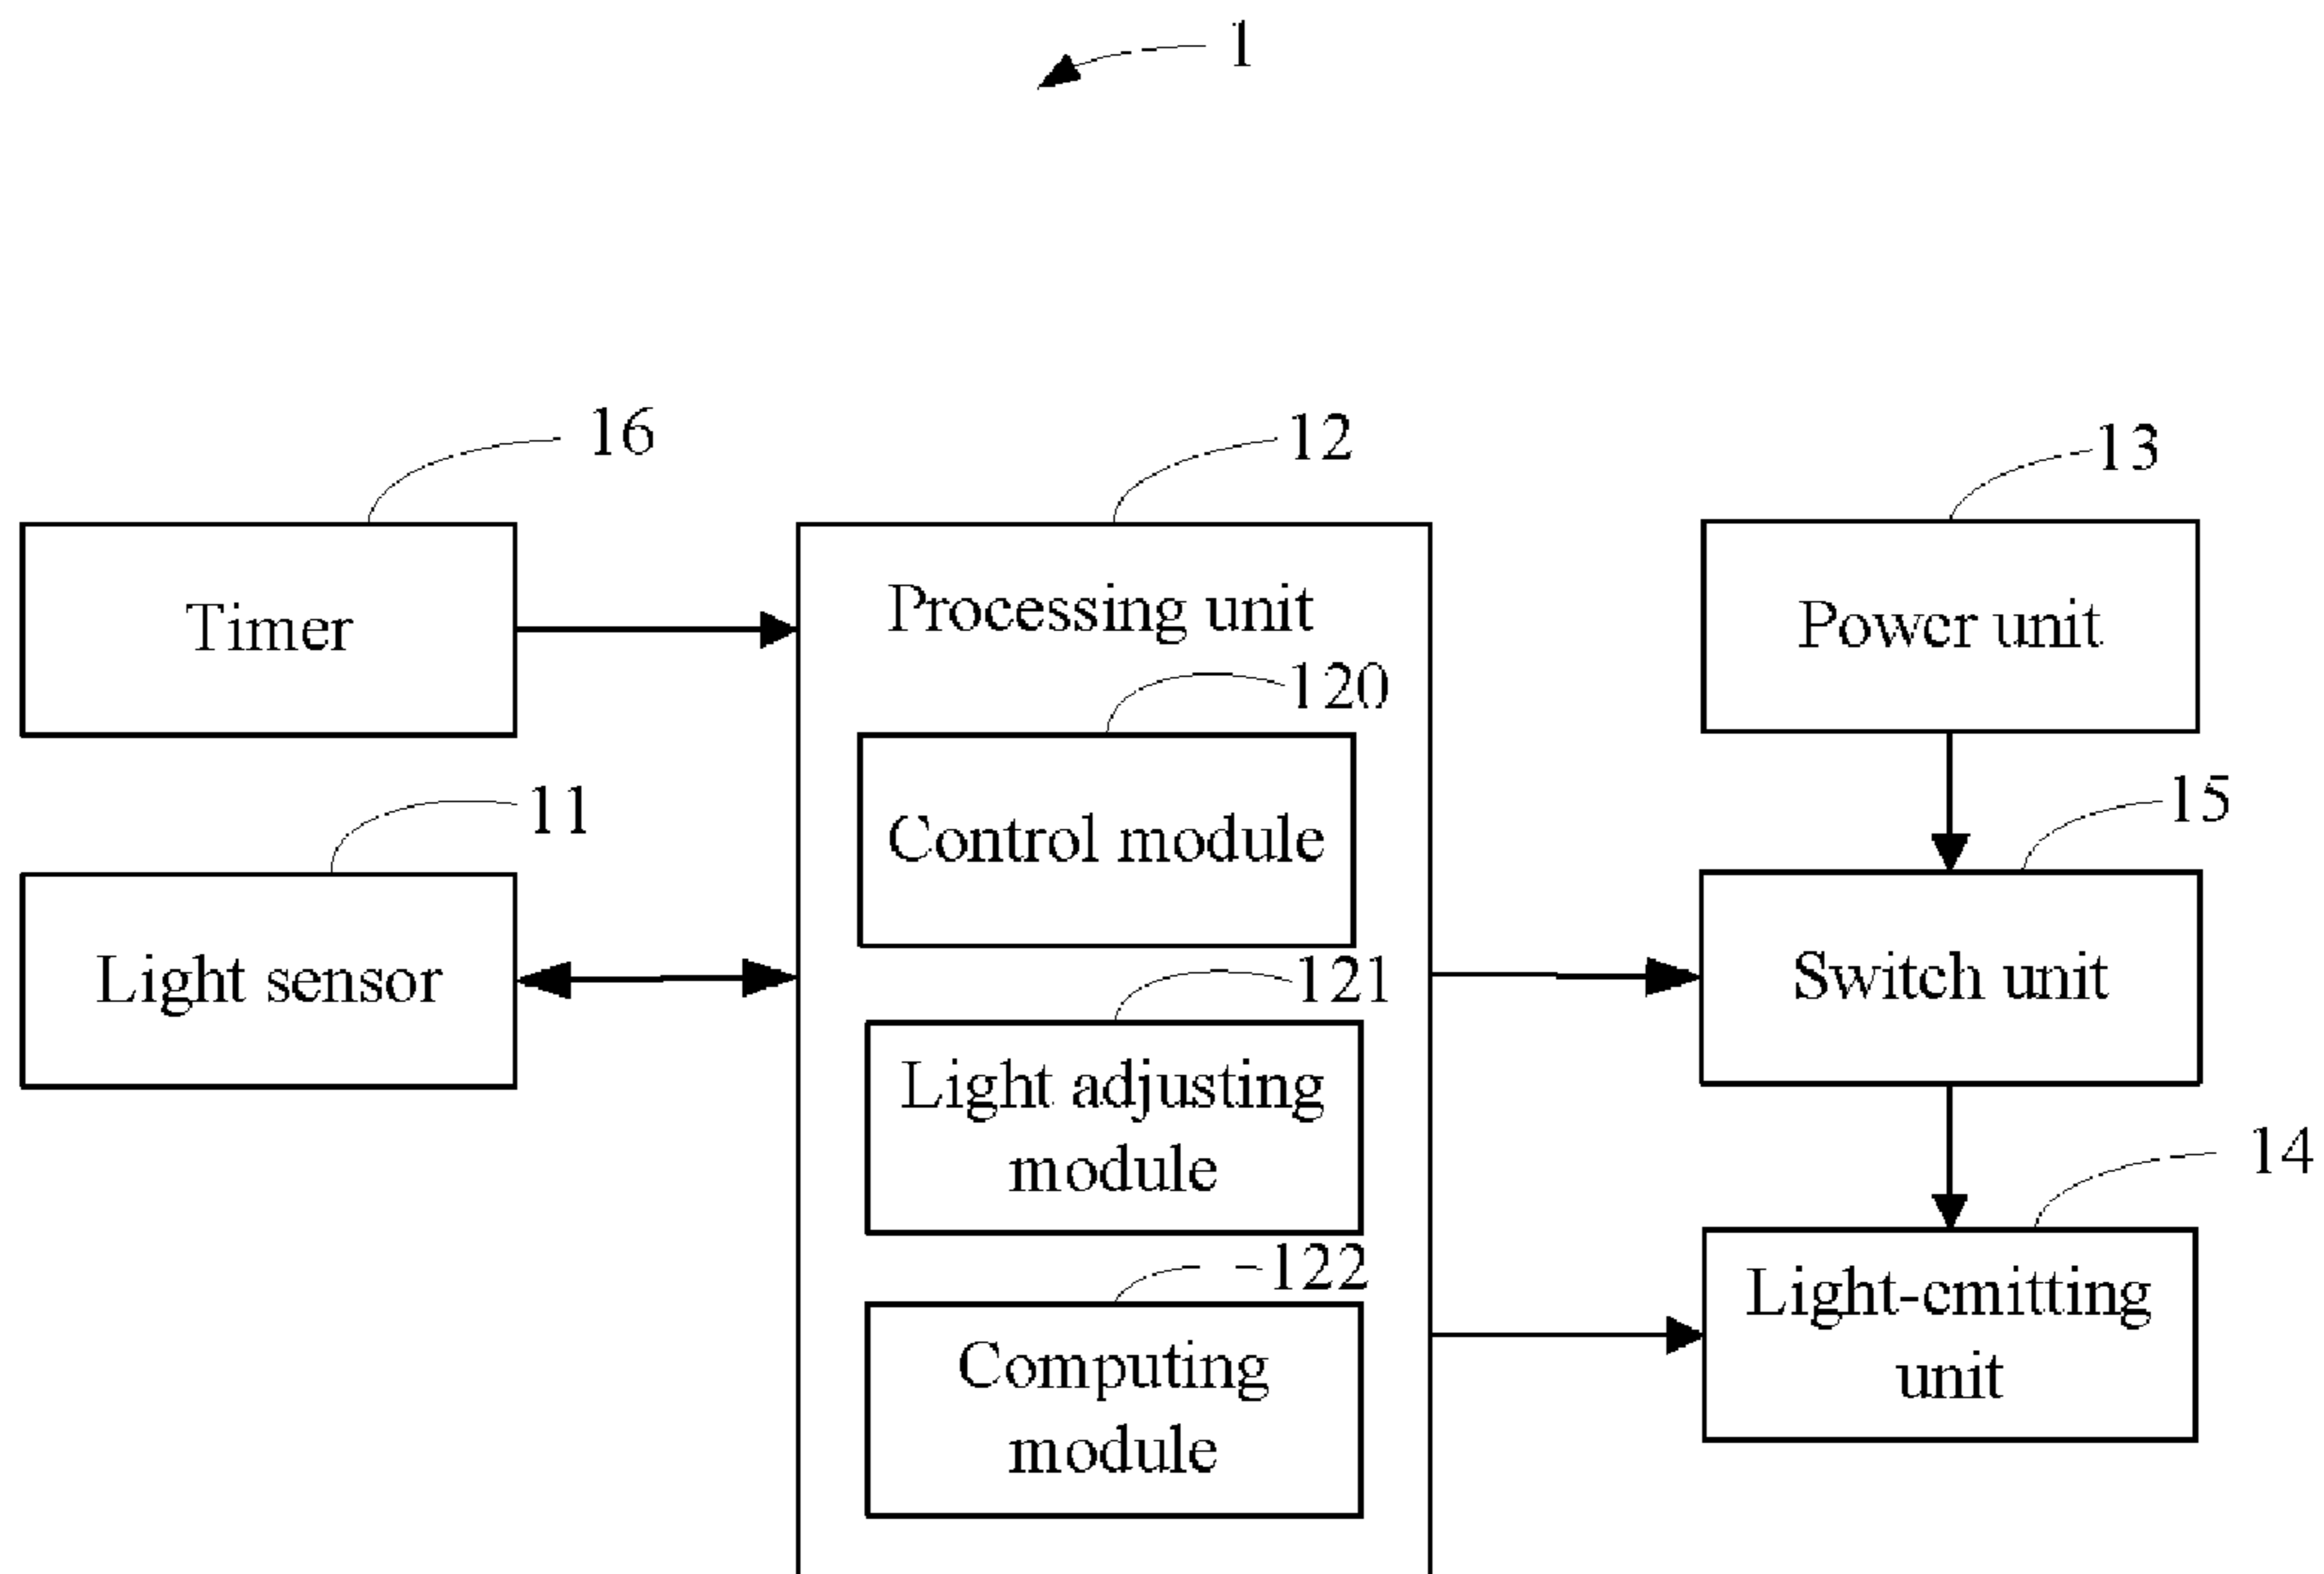 1
16
12
13
Timer
Processing unit
Power unit
120
11
15
Control module
Light sensor
121
Switch unit
Light adjusting
module
14
122
Light-emitting
unit
Computing
module